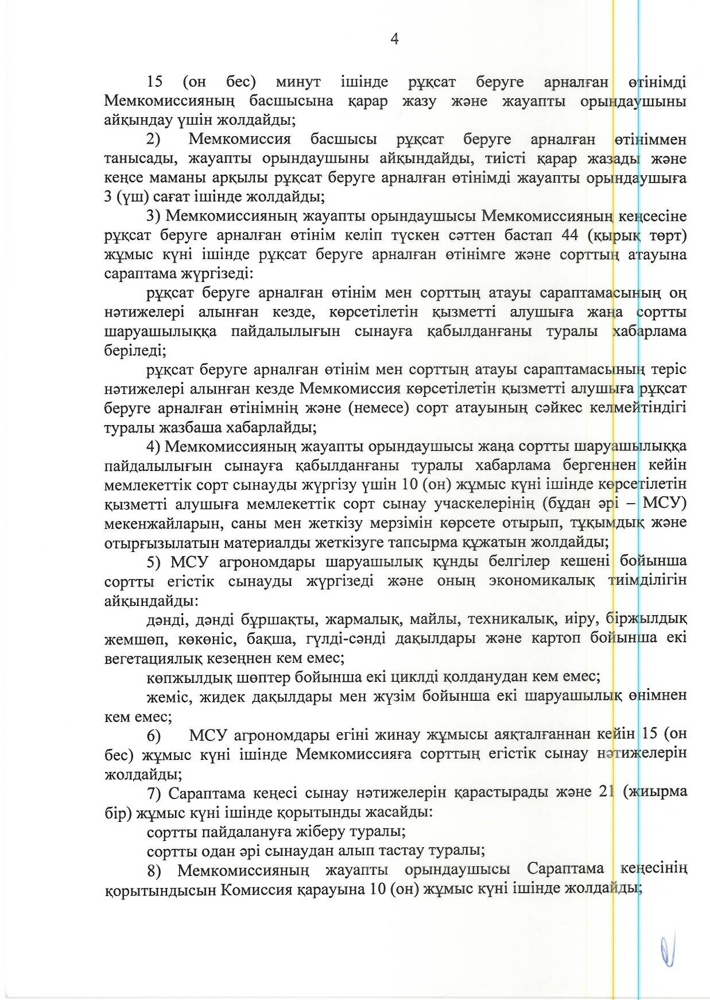 4
15 (он бес) минут ішінде рұқсат беруге арналған өтінімді
Мемкомиссияның басшысына қарар жазу және жауапты орындаушыны
айқындау үшін жолдайды;
2) Мемкомиссия басшысы рұқсат беруге арналған өтініммен
танысады, жауапты орындаушыны айқындайды, тиісті қарар жазады және
кеңсе маманы арқылы рұқсат беруге арналған өтінімді жауапты орындаушыға
3 (үш) сағат ішінде жолдайды;
3) Мемкомиссияның жауапты орындаушысы Мемкомиссияның кеңсесіне
рұқсат беруге арналған өтінім келіп түскен сәттен бастап 44 (қырық төрт)
жұмыс күні ішінде рұқсат беруге арналған өтінімге және сорттың атауына
сараптама жүргізеді:
рұқсат беруге арналған өтінім мен сорттың атауы сараптамасының оң
нәтижелері алынған кезде, көрсетілетін қызметті алушыға жаңа сортты
шаруашылыққа пайдалылығын сынауға қабылданғаны туралы хабарлама
беріледі;
рұқсат беруге арналған өтінім мен сорттың атауы сараптамасының теріс
нәтижелері алынған кезде Мемкомиссия көрсетілетін қызметті алушыға рұқсат
беруге арналған өтінімнің және (немесе) сорт атауының сәйкес келмейтіндігі
туралы жазбаша хабарлайды;
4) Мемкомиссияның жауапты орындаушысы жаңа сортты шаруашылыққа
пайдалылығын сынауға қабылданғаны туралы хабарлама бергеннен кейін
мемлекеттік сорт сынауды жүргізу үшін 10 (он) жұмыс күні ішінде көрсетілетін
қызметті алушыға мемлекеттік сорт сынау учаскелерінің (бұдан әрі – МСУ)
мекенжайларын, саны мен жеткізу мерзімін көрсете отырып, тұқымдық және
отырғызылатын материалды жеткізуге тапсырма құжатын жолдайды;
5) МСУ агрономдары шаруашылық құнды белгілер кешені бойынша
сортты егістік сынауды жүргізеді және оның экономикалық тиімділігін
айқындайды:
дәнді, дәнді бұршақты, жармалық, майлы, техникалық, иіру, біржылдық
жемшөп, көкөніс, бақша, гүлді-сәнді дақылдары және картоп бойынша екі
вегетациялық кезеңнен кем емес;
көпжылдық шөптер бойынша екі циклді қолданудан кем емес;
жеміс, жидек дақылдары мен жүзім бойынша екі шаруашылық өнімнен
кем емес;
6) МСУ агрономдары егіні жинау жұмысы аяқталғаннан кейін 15 (он
бес) жұмыс күні ішінде Мемкомиссияға сорттың егістік сынау нәтижелерін
жолдайды;
7) Сараптама кеңесі сынау нәтижелерін қарастырады және 21 (жиырма
бір) жұмыс күні ішінде қорытынды жасайды:
сортты пайдалануға жіберу туралы;
сортты одан әрі сынаудан алып тастау туралы;
8) Мемкомиссияның жауапты орындаушысы Сараптама кеңесінің
қорытындысын Комиссия қарауына 10 (он) жұмыс күні ішінде жолдайды;